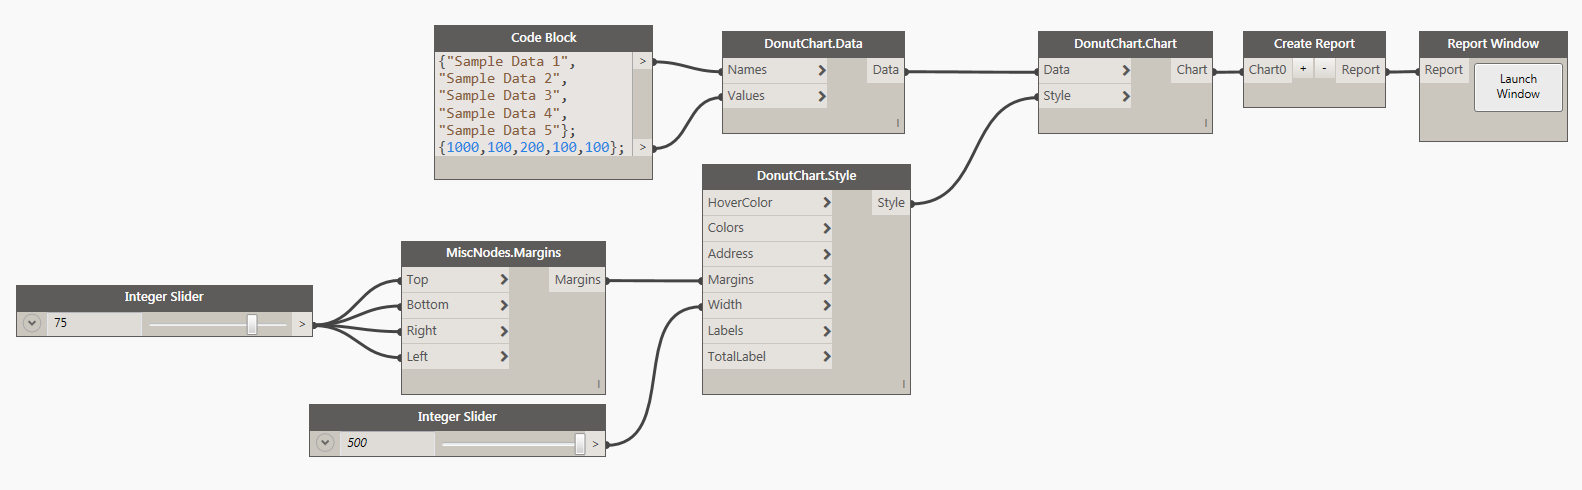 Code Block
{"Sample Data 1", >
"Sample Data 2",
"Sample Data 3",
"Sample Data 4",
"Sample Data 5"};
{1000,100,200,100,100}; >
DonutChart.Data
Names > Data
Values >
l
DonutChart.Chart
Data > Chart
Style >
l
Create Report
Chart0 + - Report
Report Window
Report Launch
Window
DonutChart.Style
HoverColor > Style
Colors >
Address >
Margins >
Width >
Labels >
TotalLabel >
l
MiscNodes.Margins
Top > Margins
Bottom >
Right >
Left >
l
Integer Slider
75 >
Integer Slider
500 >